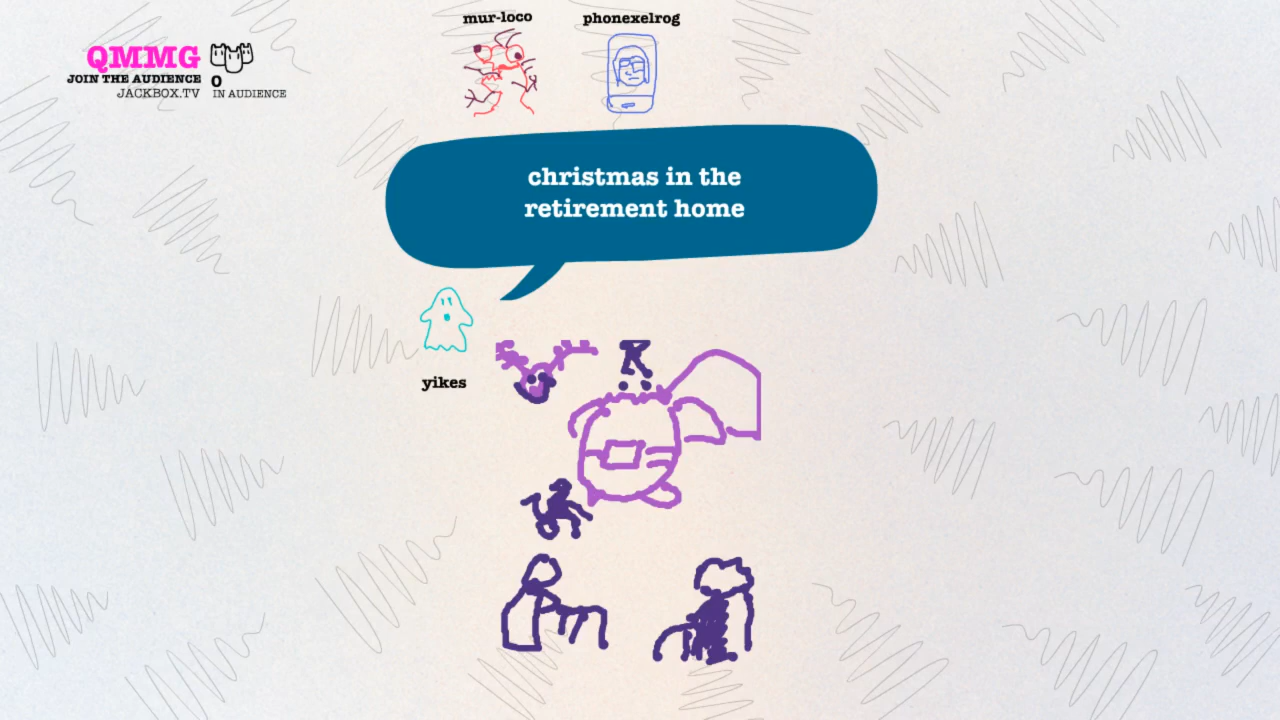 mur-loco
phonexelrog
QMMG
JOIN THE AUDIENCE
JACKBOX.TV
0
IN AUDIENCE
christmas in the
retirement home
yikes